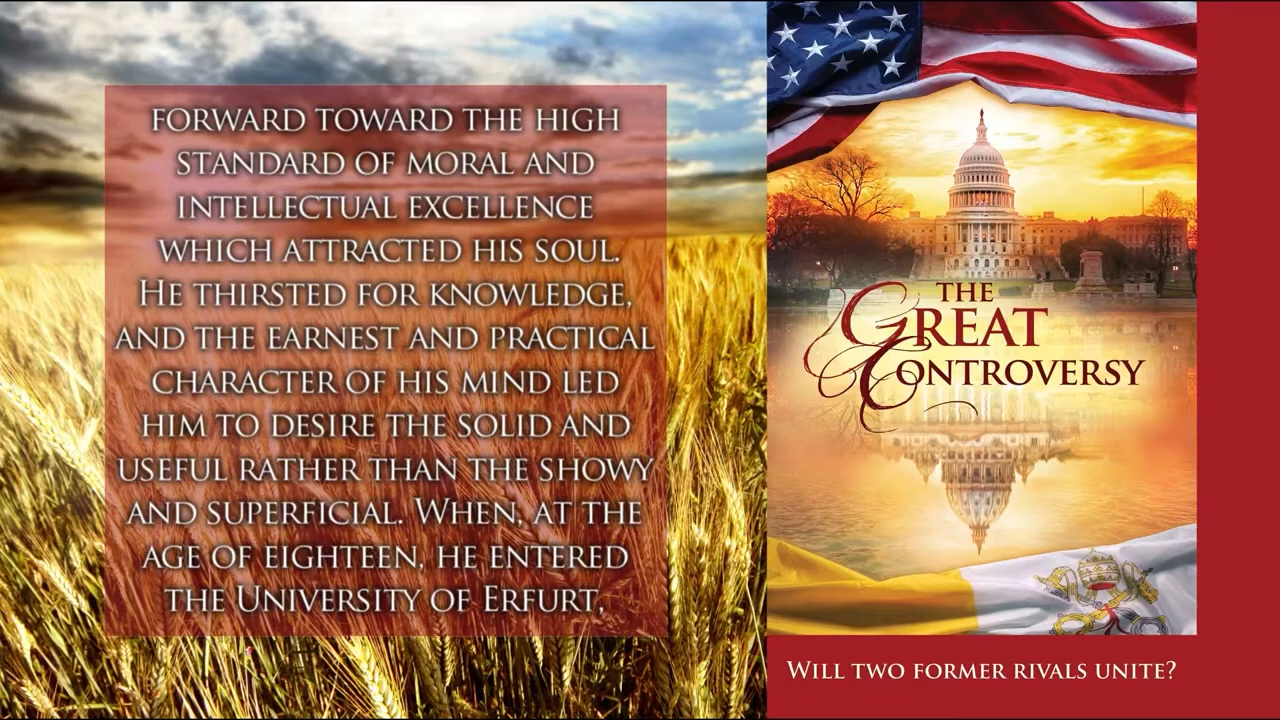 FORWARD TOWARD THE HIGH
STANDARD OF MORAL AND
INTELLECTUAL EXCELLENCE
WHICH ATTRACTED HIS SOUL.
HE THIRSTED FOR KNOWLEDGE,
AND THE EARNEST AND PRACTICAL
CHARACTER OF HIS MIND LED
HIM TO DESIRE THE SOLID AND
USEFUL RATHER THAN THE SHOWY
AND SUPERFICIAL. WHEN, AT THE
AGE OF EIGHTEEN, HE ENTERED
THE UNIVERSITY OF ERFURT,
THE
GREAT
CONTROVERSY
WILL TWO FORMER RIVALS UNITE?